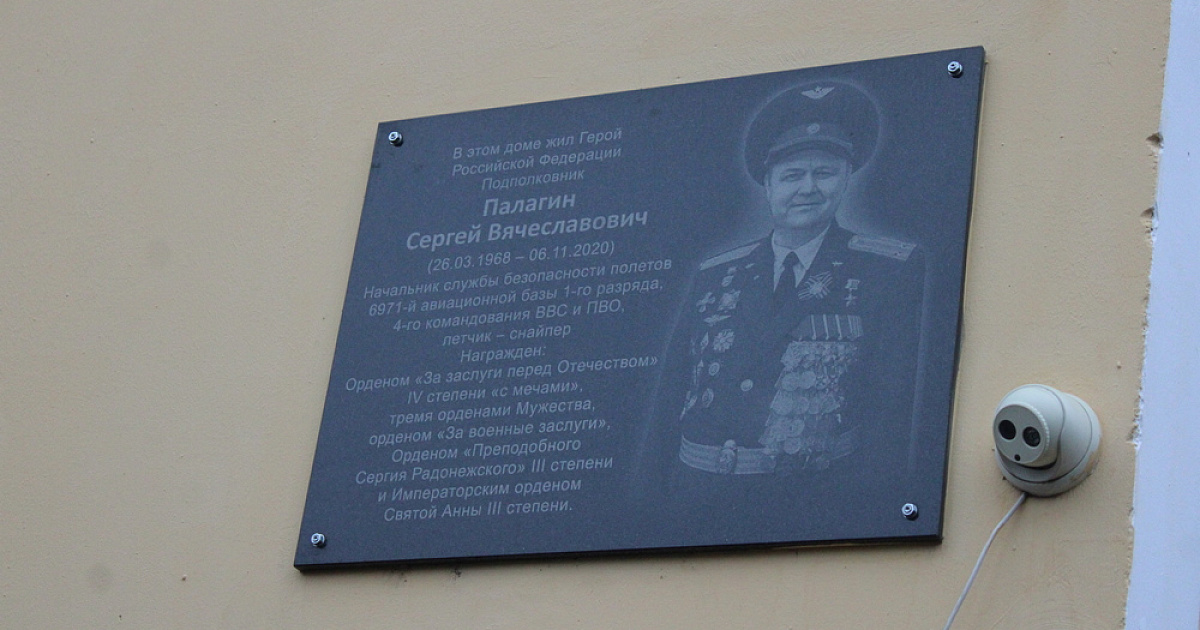 В этом доме жил Герой
Российской Федерации
Подполковник
Палагин
Сергей Вячеславович
(26.03.1968 – 06.11.2020)
Начальник службы безопасности полетов
6971-й авиационной базы 1-го разряда,
4-го командования ВВС и ПВО,
летчик – снайпер
Награжден:
Орденом «За заслуги перед Отечеством»
IV степени «с мечами»,
тремя орденами Мужества,
орденом «За военные заслуги»,
Орденом «Преподобного
Сергия Радонежского» III степени
и Императорским орденом
Святой Анны III степени.